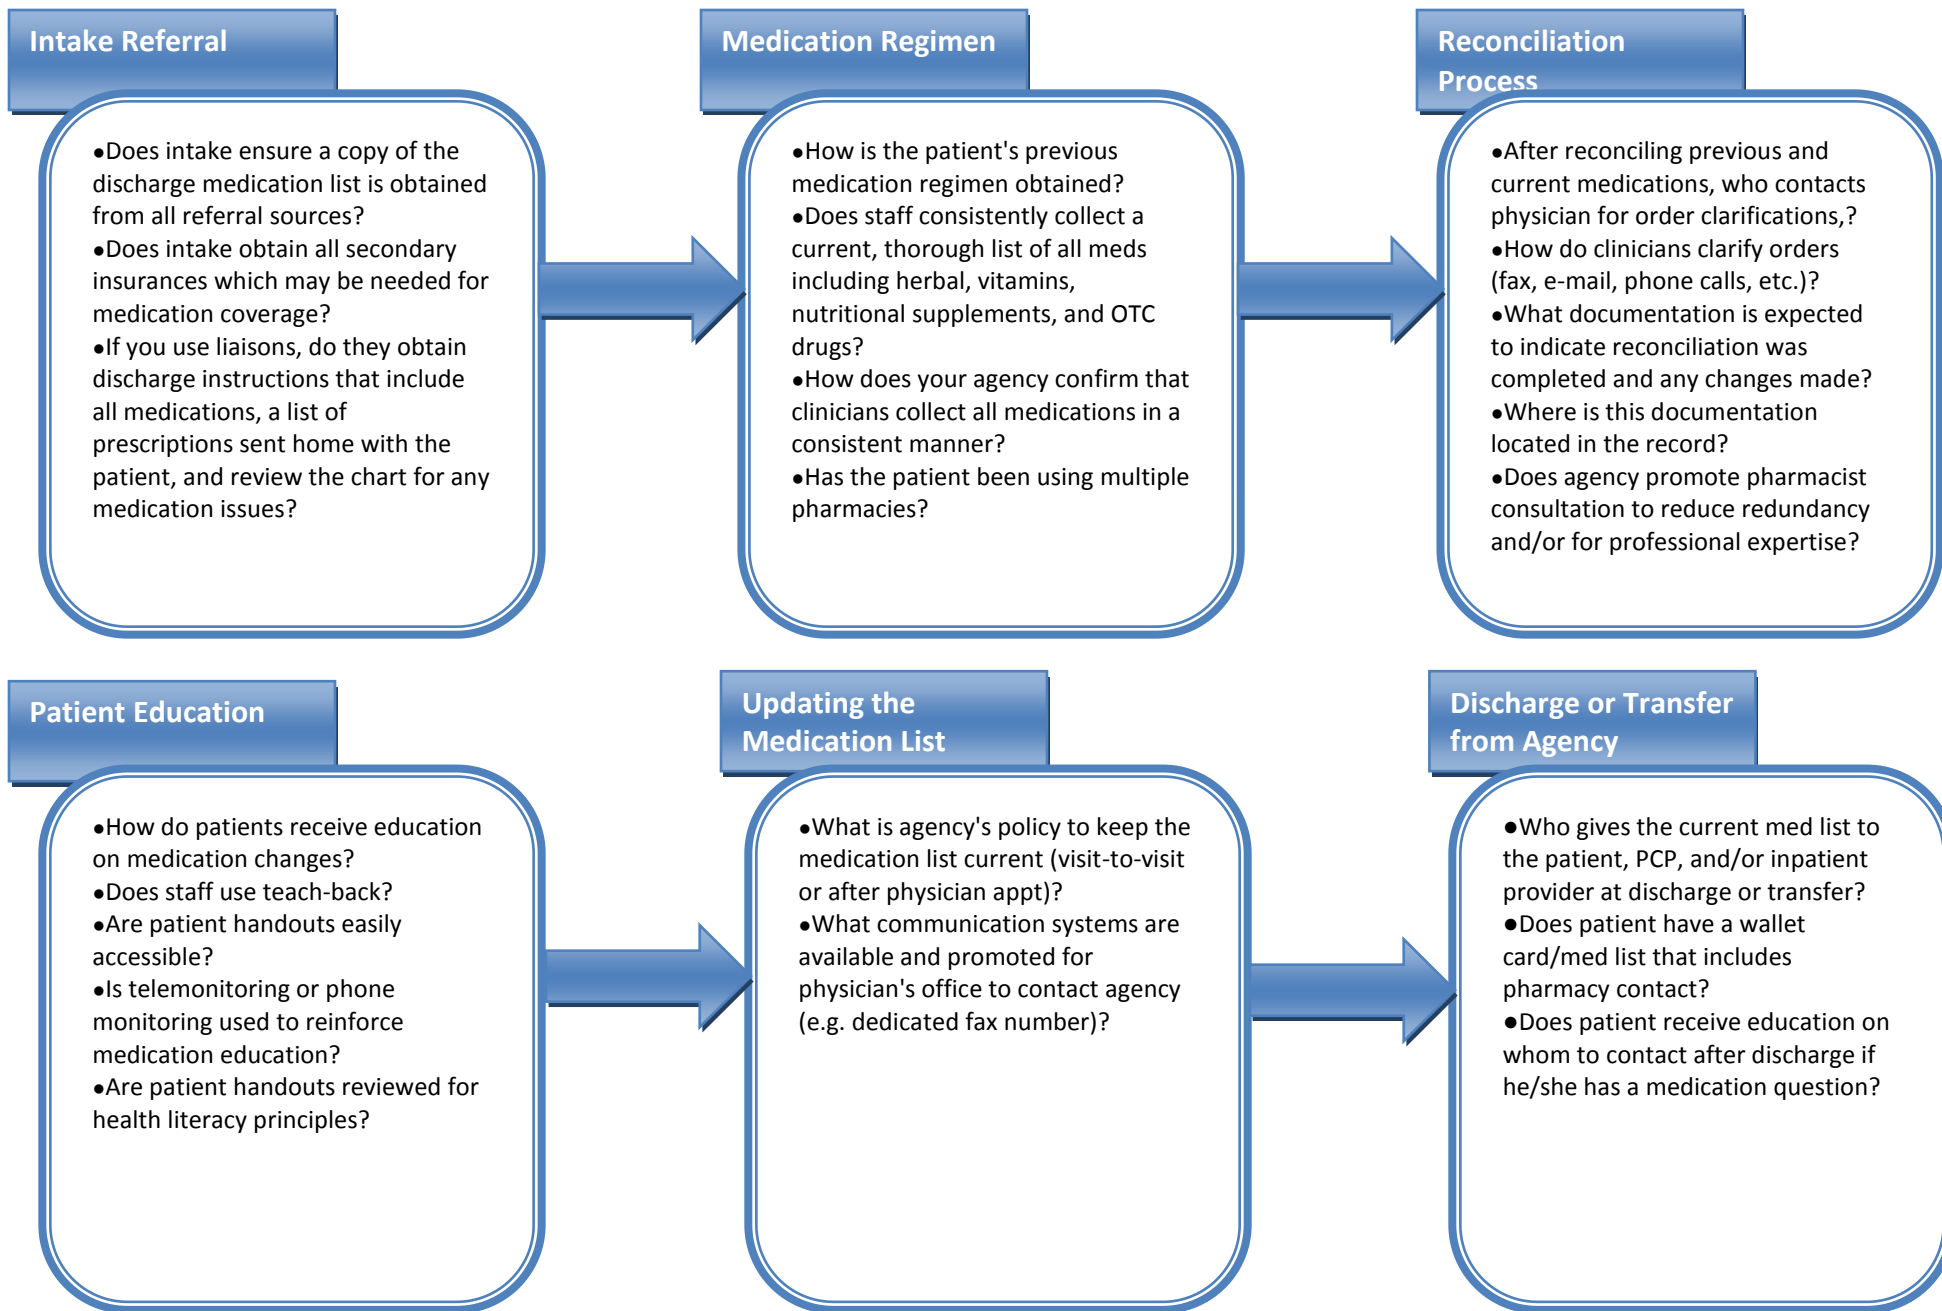 Intake Referral
●Does intake ensure a copy of the
discharge medication list is obtained
from all referral sources?
●Does intake obtain all secondary
insurances which may be needed for
medication coverage?
●If you use liaisons, do they obtain
discharge instructions that include
all medications, a list of
prescriptions sent home with the
patient, and review the chart for any
medication issues?
Medication Regimen
●How is the patient's previous
medication regimen obtained?
●Does staff consistently collect a
current, thorough list of all meds
including herbal, vitamins,
nutritional supplements, and OTC
drugs?
●How does your agency confirm that
clinicians collect all medications in a
consistent manner?
●Has the patient been using multiple
pharmacies?
Reconciliation
Process
●After reconciling previous and
current medications, who contacts
physician for order clarifications,?
●How do clinicians clarify orders
(fax, e-mail, phone calls, etc.)?
●What documentation is expected
to indicate reconciliation was
completed and any changes made?
●Where is this documentation
located in the record?
●Does agency promote pharmacist
consultation to reduce redundancy
and/or for professional expertise?
Patient Education
●How do patients receive education
on medication changes?
●Does staff use teach-back?
●Are patient handouts easily
accessible?
●Is telemonitoring or phone
monitoring used to reinforce
medication education?
●Are patient handouts reviewed for
health literacy principles?
Updating the
Medication List
●What is agency's policy to keep the
medication list current (visit-to-visit
or after physician appt)?
●What communication systems are
available and promoted for
physician's office to contact agency
(e.g. dedicated fax number)?
Discharge or Transfer
from Agency
●Who gives the current med list to
the patient, PCP, and/or inpatient
provider at discharge or transfer?
●Does patient have a wallet
card/med list that includes
pharmacy contact?
●Does patient receive education on
whom to contact after discharge if
he/she has a medication question?